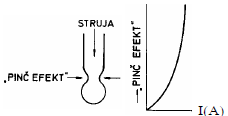 STRUJA
„PINČ EFEKT”
„PINČ EFEKT”
I(A)